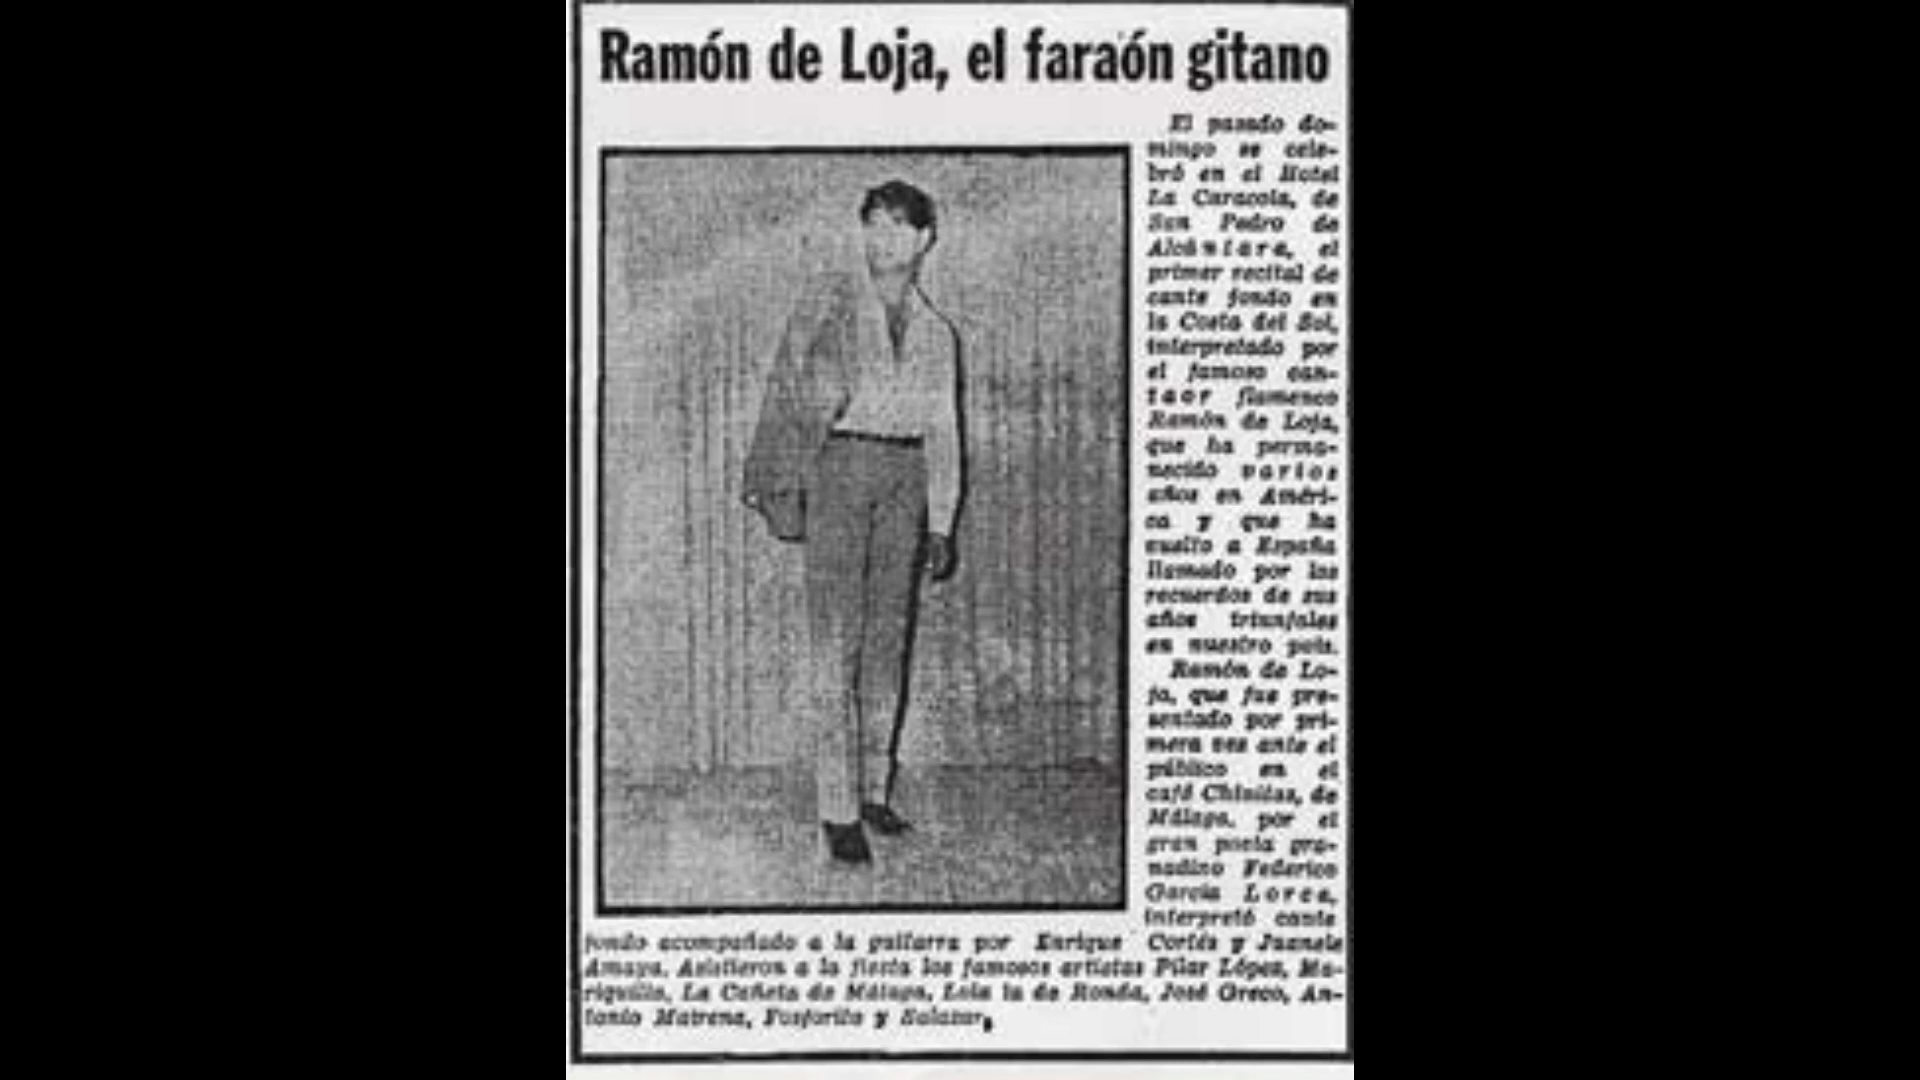 Ramón de Loja, el faraón gitano
El pasado do-
mingo se cele-
bró en el Hotel
La Caracola, de
San Pedro de
Alcántara, el
primer recital de
cante jondo en
la Costa del Sol,
interpretado por
el famoso can-
taor flamenco
Ramón de Loja,
que ha perma-
necido varios
años en Améri-
ca y que ha
vuelto a España
llamado por los
recuerdos de sus
años triunfales
en nuestro país.
Ramón de Lo-
ja, que fue pre-
sentado por pri-
mera vez ante el
público en el
café Chinitas, de
Málaga, por el
gran poeta gra-
nadino Federico
García Lorca,
interpretó cante
jondo acompañado a la guitarra por Enrique Cortés y Juanele
Amaya. Asistieron a la fiesta los famosos artistas Pilar López, Ma-
riquilla, La Cañeta de Málaga, Lola la de Ronda, José Greco, An-
tonio Mairena, Fosforito y Salazar.